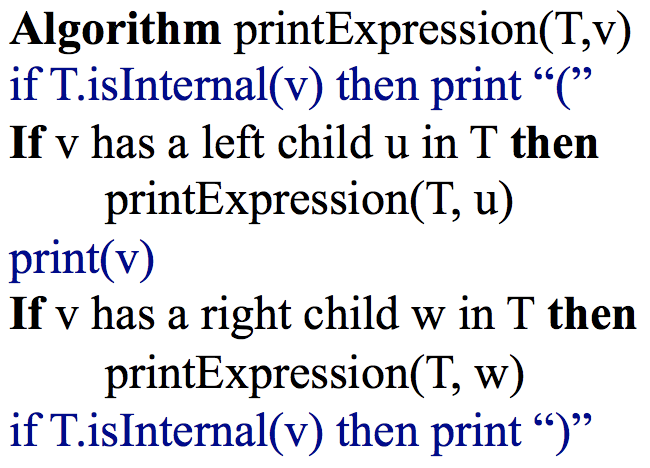 Algorithm printExpression(T,v)
if T.isInternal(v) then print “(”
If v has a left child u in T then
printExpression(T, u)
print(v)
If v has a right child w in T then
printExpression(T, w)
if T.isInternal(v) then print “)”